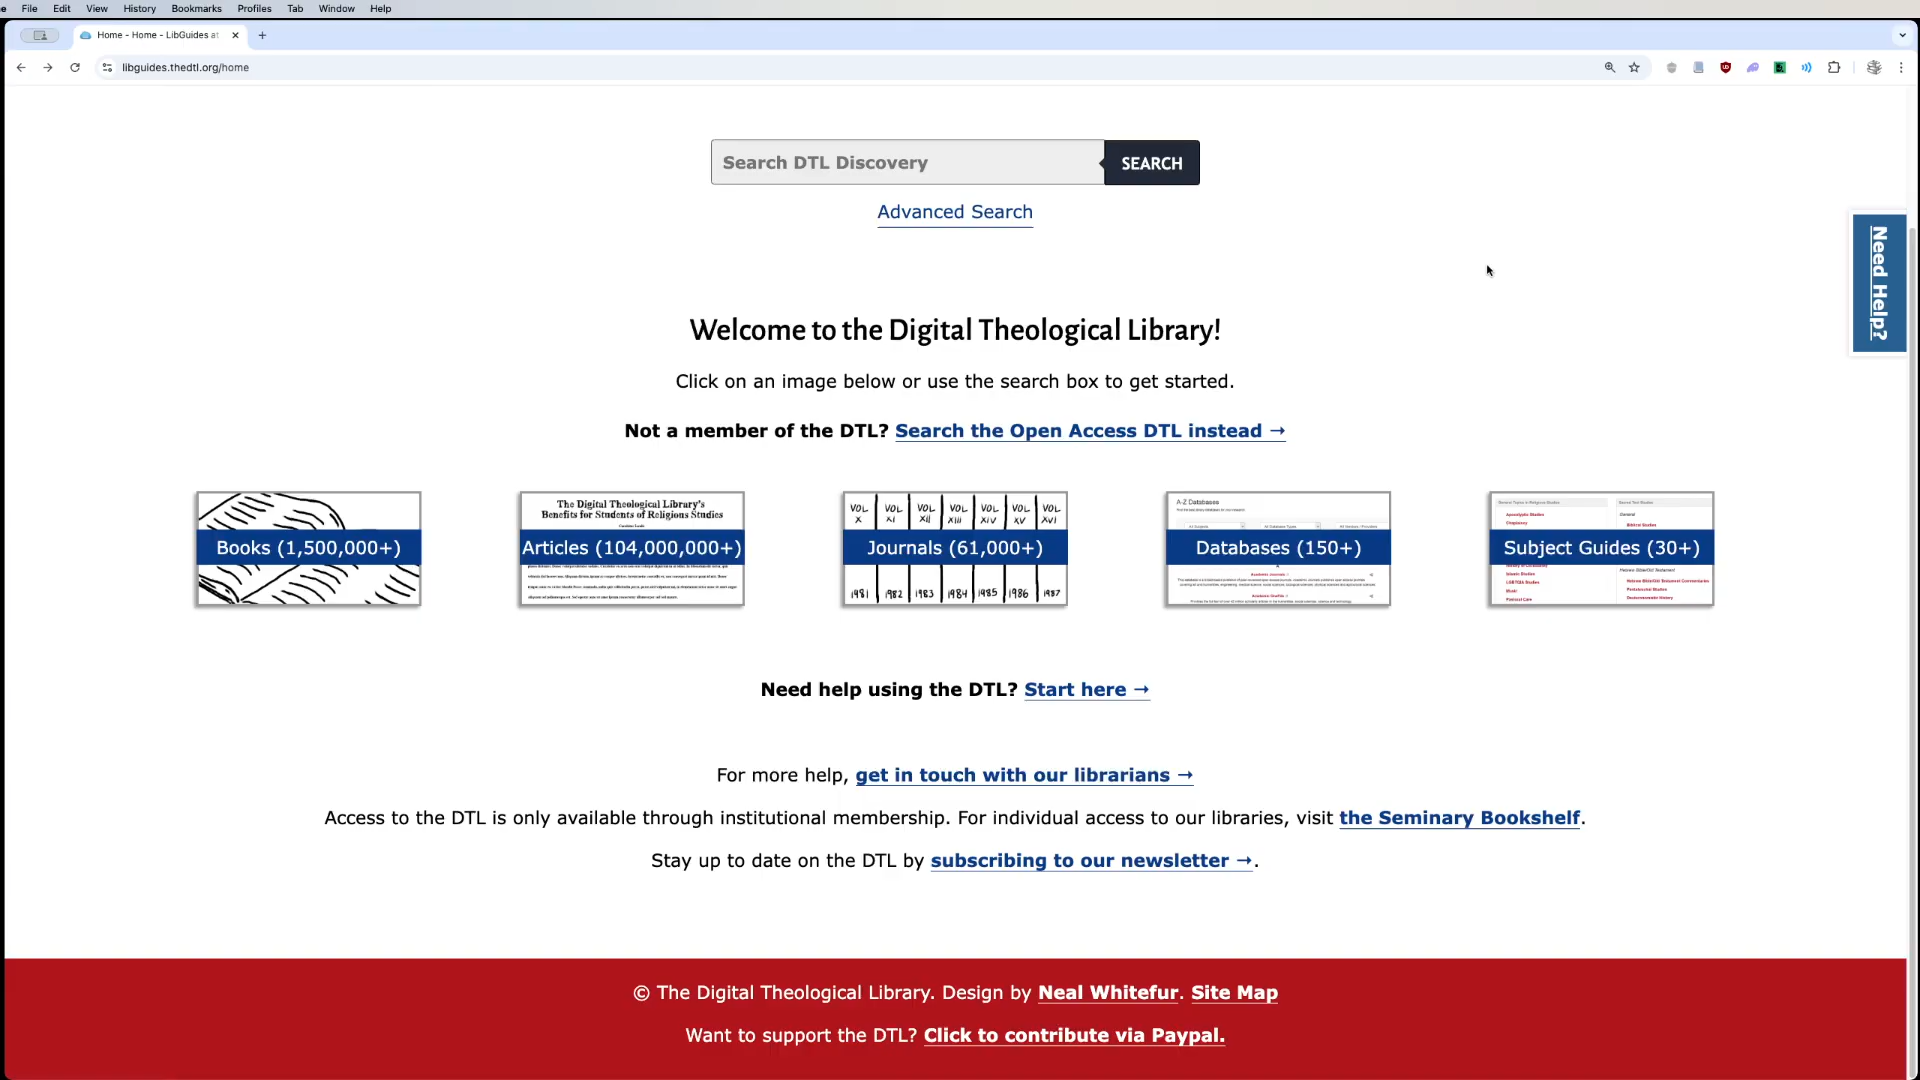 File Edit View History Bookmarks Profiles Tab Window Help
Home - Home - LibGuides at
libguides.thedtl.org/home
Search DTL Discovery
SEARCH
Advanced Search
Need Help?
Welcome to the Digital Theological Library!
Click on an image below or use the search box to get started.
Not a member of the DTL? Search the Open Access DTL instead →
The Digital Theological Library's
Benefits for Students of Religious Studies
VOL X VOL XI VOL XII VOL XIII VOL XIV VOL XV VOL XVI
A-Z Databases
Books (1,500,000+)
Articles (104,000,000+)
Journals (61,000+)
Databases (150+)
Subject Guides (30+)
1981 1982 1983 1984 1985 1986 1987
Need help using the DTL? Start here →
For more help, get in touch with our librarians →
Access to the DTL is only available through institutional membership. For individual access to our libraries, visit the Seminary Bookshelf.
Stay up to date on the DTL by subscribing to our newsletter →.
© The Digital Theological Library. Design by Neal Whitefur. Site Map
Want to support the DTL? Click to contribute via Paypal.